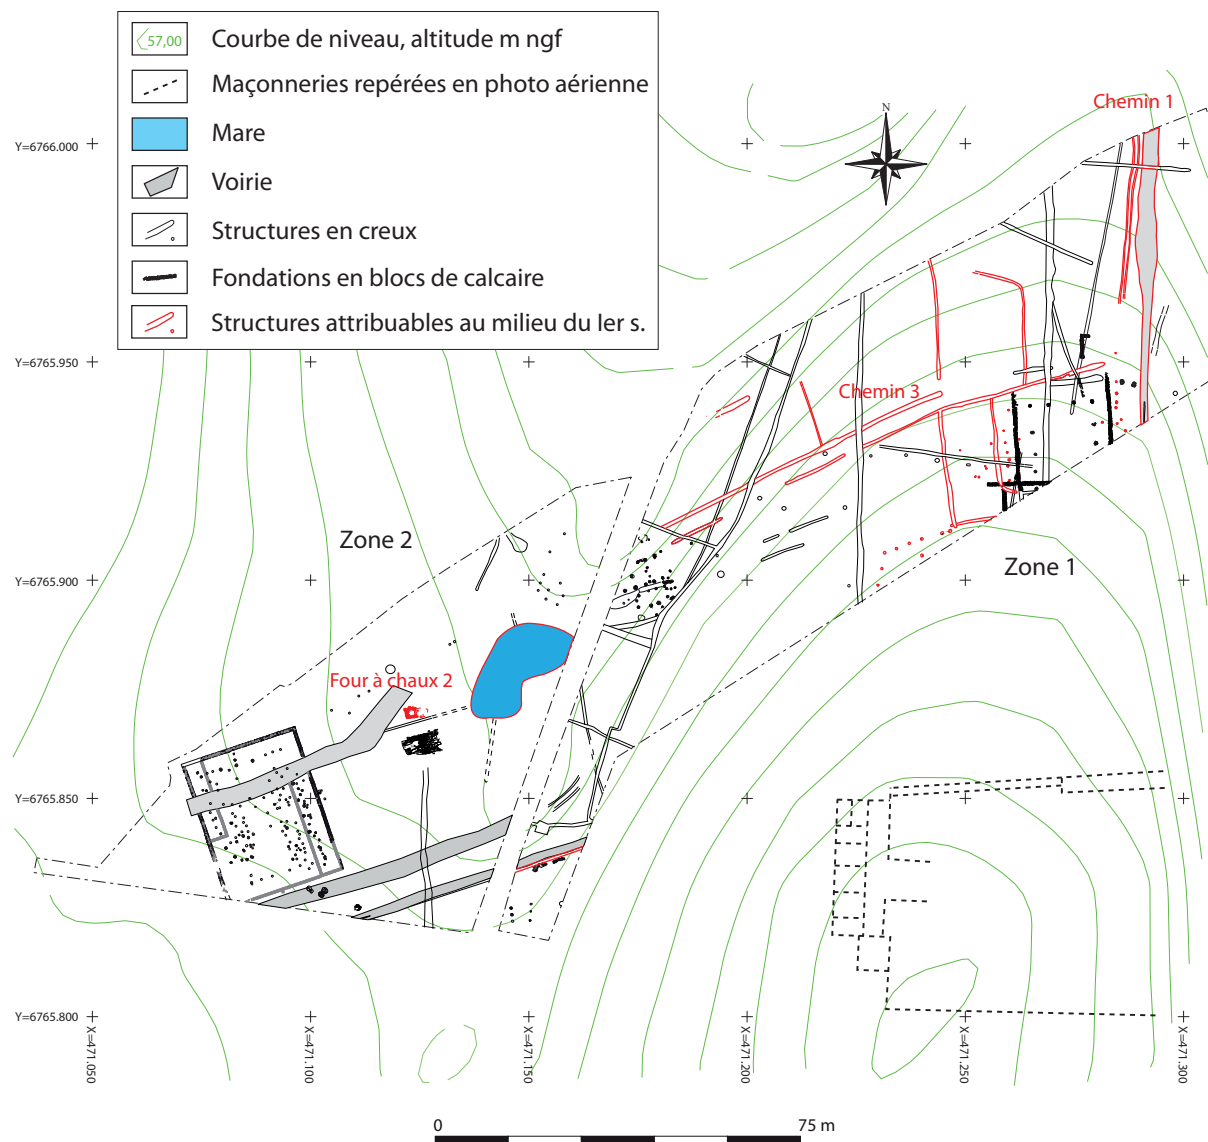 57,00
Courbe de niveau, altitude m ngf
Maçonneries repérées en photo aérienne
Mare
Voirie
Structures en creux
Fondations en blocs de calcaire
Structures attribuables au milieu du Ier s.
N
Chemin 1
Y=6766.000
Y=6765.950
Chemin 3
Zone 2
Zone 1
Y=6765.900
Four à chaux 2
Y=6765.850
Y=6765.800
X=471.050
X=471.100
X=471.150
X=471.200
X=471.250
X=471.300
0
75 m